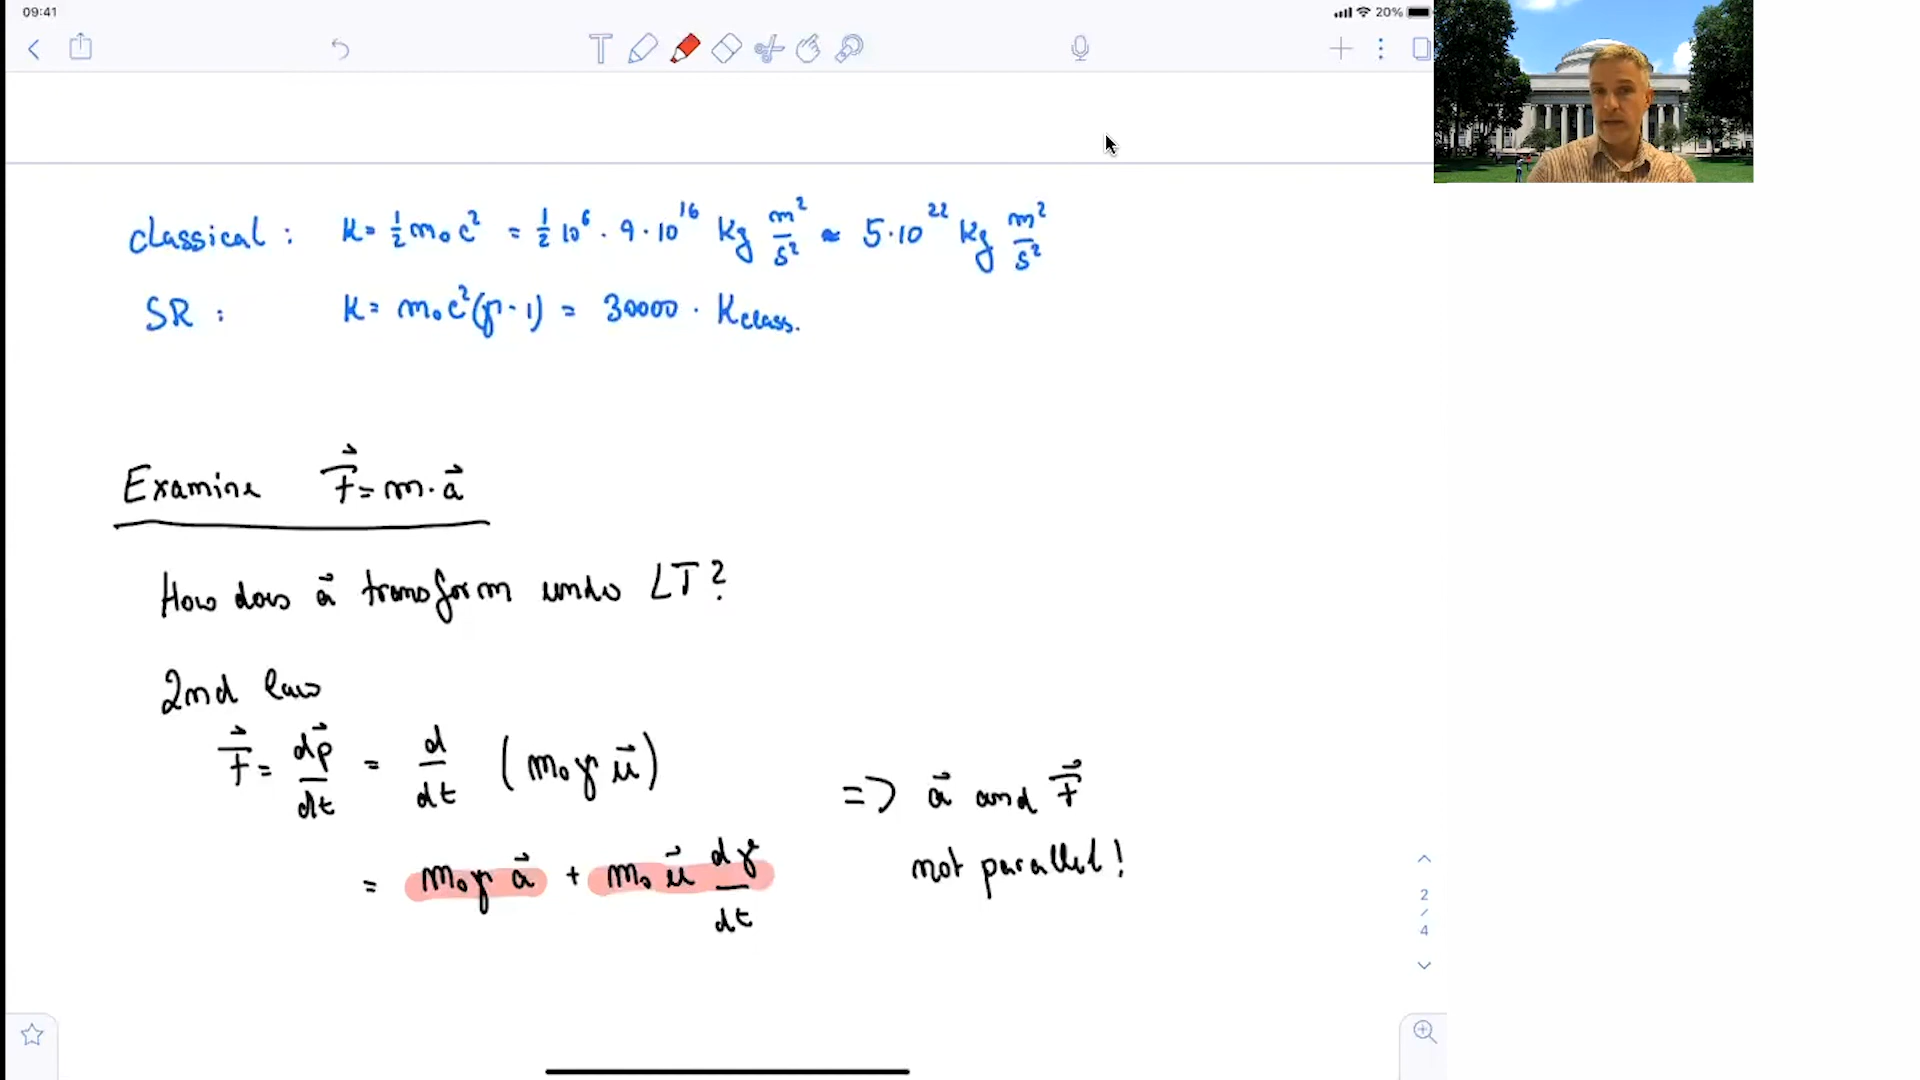 09:41
20%
classical : K = 1/2 m₀ c² = 1/2 10⁶ · 9 · 10¹⁶ kg m²/s² ≈ 5 · 10²² kg m²/s²
SR : K = m₀c²(γ - 1) = 30000 · Kclass.
Examine F⃗ = m · a⃗
How does a⃗ transform under LT?
2nd law
F⃗ = dp⃗/dt = d/dt (m₀ γ u⃗)
= m₀ γ a⃗ + m₀ u⃗ dγ/dt
=> a⃗ and F⃗
not parallel!
2
/
4